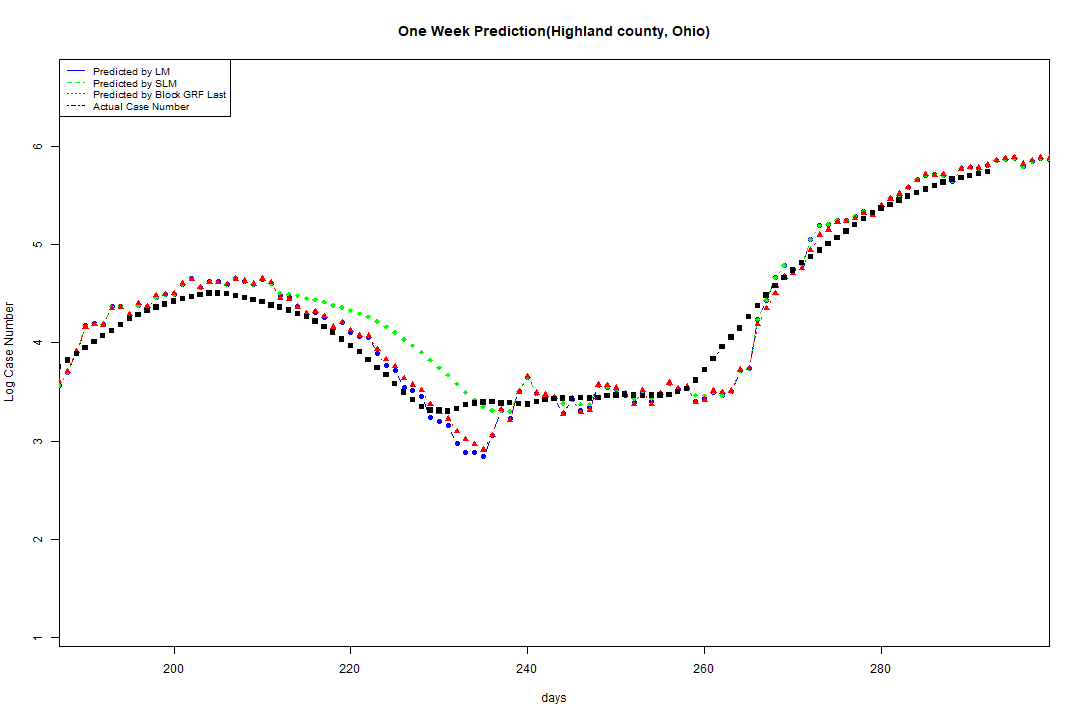 One Week Prediction(Highland county, Ohio)
Predicted by LM
Predicted by SLM
Predicted by Block GRF Last
Actual Case Number
6
5
4
3
2
1
Log Case Number
200 220 240 260 280
days